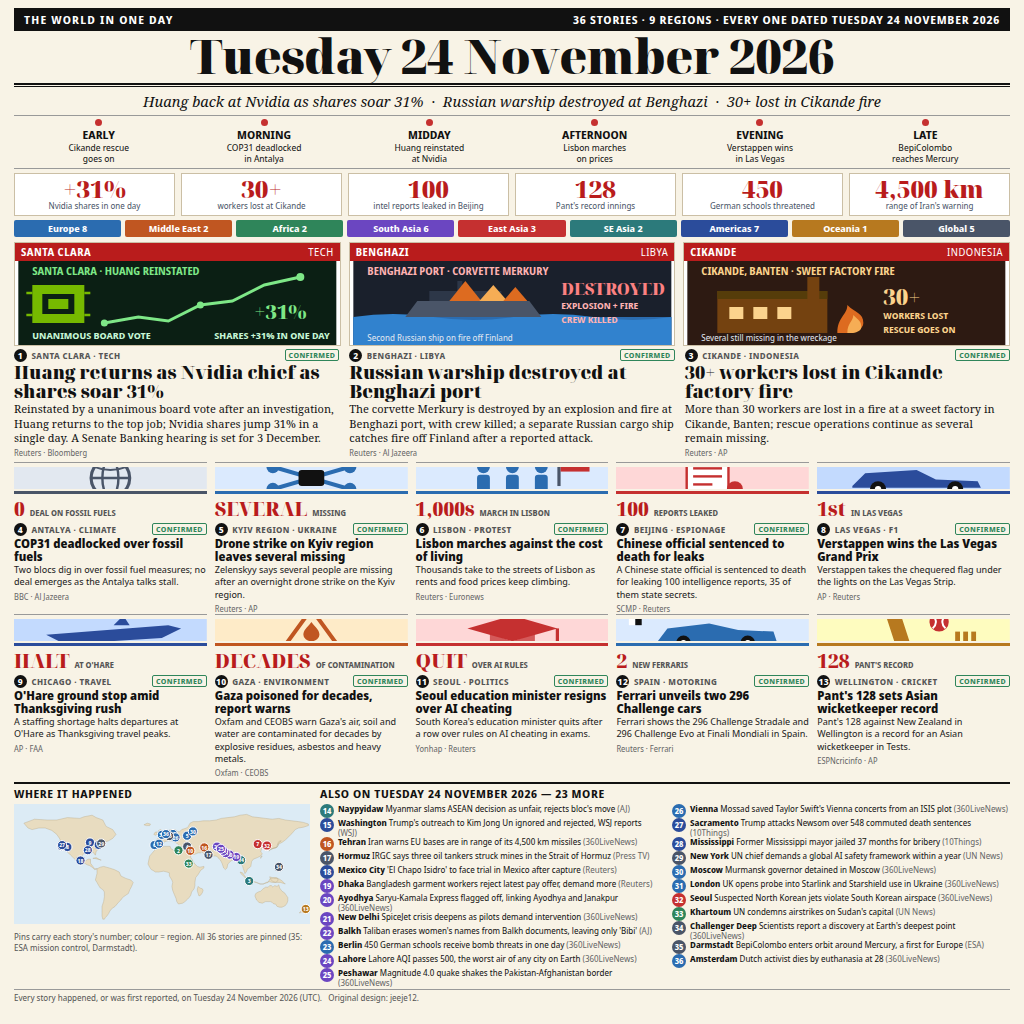 THE WORLD IN ONE DAY
36 STORIES · 9 REGIONS · EVERY ONE DATED TUESDAY 24 NOVEMBER 2026
Tuesday 24 November 2026
Huang back at Nvidia as shares soar 31% · Russian warship destroyed at Benghazi · 30+ lost in Cikande fire
EARLY
Cikande rescue
goes on
MORNING
COP31 deadlocked
in Antalya
MIDDAY
Huang reinstated
at Nvidia
AFTERNOON
Lisbon marches
on prices
EVENING
Verstappen wins
in Las Vegas
LATE
BepiColombo
reaches Mercury
+31%
Nvidia shares in one day
30+
workers lost at Cikande
100
intel reports leaked in Beijing
128
Pant's record innings
450
German schools threatened
4,500 km
range of Iran's warning
Europe 8
Middle East 2
Africa 2
South Asia 6
East Asia 3
SE Asia 2
Americas 7
Oceania 1
Global 5
SANTA CLARA TECH
SANTA CLARA · HUANG REINSTATED
+31%
UNANIMOUS BOARD VOTE
SHARES +31% IN ONE DAY
1 SANTA CLARA · TECH CONFIRMED
Huang returns as Nvidia chief as
shares soar 31%
Reinstated by a unanimous board vote after an investigation,
Huang returns to the top job; Nvidia shares jump 31% in a
single day. A Senate Banking hearing is set for 3 December.
Reuters · Bloomberg
BENGHAZI LIBYA
BENGHAZI PORT · CORVETTE MERKURY
DESTROYED
EXPLOSION + FIRE
CREW KILLED
Second Russian ship on fire off Finland
2 BENGHAZI · LIBYA CONFIRMED
Russian warship destroyed at
Benghazi port
The corvette Merkury is destroyed by an explosion and fire at
Benghazi port, with crew killed; a separate Russian cargo ship
catches fire off Finland after a reported attack.
Reuters · Al Jazeera
CIKANDE INDONESIA
CIKANDE, BANTEN · SWEET FACTORY FIRE
30+
WORKERS LOST
RESCUE GOES ON
Several still missing in the wreckage
3 CIKANDE · INDONESIA CONFIRMED
30+ workers lost in Cikande
factory fire
More than 30 workers are lost in a fire at a sweet factory in
Cikande, Banten; rescue operations continue as several
remain missing.
Reuters · AP
0 DEAL ON FOSSIL FUELS
4 ANTALYA · CLIMATE CONFIRMED
COP31 deadlocked over fossil
fuels
Two blocs dig in over fossil fuel measures; no
deal emerges as the Antalya talks stall.
BBC · Al Jazeera
SEVERAL MISSING
5 KYIV REGION · UKRAINE CONFIRMED
Drone strike on Kyiv region
leaves several missing
Zelenskyy says several people are missing
after an overnight drone strike on the Kyiv
region.
Reuters · AP
1,000s MARCH IN LISBON
6 LISBON · PROTEST CONFIRMED
Lisbon marches against the cost
of living
Thousands take to the streets of Lisbon as
rents and food prices keep climbing.
Reuters · Euronews
100 REPORTS LEAKED
7 BEIJING · ESPIONAGE CONFIRMED
Chinese official sentenced to
death for leaks
A Chinese state official is sentenced to death
for leaking 100 intelligence reports, 35 of
them state secrets.
SCMP · Reuters
1st IN LAS VEGAS
8 LAS VEGAS · F1 CONFIRMED
Verstappen wins the Las Vegas
Grand Prix
Verstappen takes the chequered flag under
the lights on the Las Vegas Strip.
AP · Reuters
HALT AT O'HARE
9 CHICAGO · TRAVEL CONFIRMED
O'Hare ground stop amid
Thanksgiving rush
A staffing shortage halts departures at
O'Hare as Thanksgiving travel peaks.
AP · FAA
DECADES OF CONTAMINATION
10 GAZA · ENVIRONMENT CONFIRMED
Gaza poisoned for decades,
report warns
Oxfam and CEOBS warn Gaza's air, soil and
water are contaminated for decades by
explosive residues, asbestos and heavy
metals.
Oxfam · CEOBS
QUIT OVER AI RULES
11 SEOUL · POLITICS CONFIRMED
Seoul education minister resigns
over AI cheating
South Korea's education minister quits after
a row over rules on AI cheating in exams.
Yonhap · Reuters
2 NEW FERRARIS
12 SPAIN · MOTORING CONFIRMED
Ferrari unveils two 296
Challenge cars
Ferrari shows the 296 Challenge Stradale and
296 Challenge Evo at Finali Mondiali in Spain.
Reuters · Ferrari
128 PANT'S RECORD
13 WELLINGTON · CRICKET CONFIRMED
Pant's 128 sets Asian
wicketkeeper record
Pant's 128 against New Zealand in
Wellington is a record for an Asian
wicketkeeper in Tests.
ESPNcricinfo · AP
WHERE IT HAPPENED
Pins carry each story's number; colour = region. All 36 stories are pinned (35:
ESA mission control, Darmstadt).
ALSO ON TUESDAY 24 NOVEMBER 2026 — 23 MORE
14 Naypyidaw Myanmar slams ASEAN decision as unfair, rejects bloc's move (AJ)
15 Washington Trump's outreach to Kim Jong Un ignored and rejected, WSJ reports
(WSJ)
16 Tehran Iran warns EU bases are in range of its 4,500 km missiles (360LiveNews)
17 Hormuz IRGC says three oil tankers struck mines in the Strait of Hormuz (Press TV)
18 Mexico City 'El Chapo Isidro' to face trial in Mexico after capture (Reuters)
19 Dhaka Bangladesh garment workers reject latest pay offer, demand more (Reuters)
20 Ayodhya Saryu-Kamla Express flagged off, linking Ayodhya and Janakpur
(360LiveNews)
21 New Delhi SpiceJet crisis deepens as pilots demand intervention (360LiveNews)
22 Balkh Taliban erases women's names from Balkh documents, leaving only 'Bibi' (AJ)
23 Berlin 450 German schools receive bomb threats in one day (360LiveNews)
24 Lahore Lahore AQI passes 500, the worst air of any city on Earth (360LiveNews)
25 Peshawar Magnitude 4.0 quake shakes the Pakistan-Afghanistan border
(360LiveNews)
26 Vienna Mossad saved Taylor Swift's Vienna concerts from an ISIS plot (360LiveNews)
27 Sacramento Trump attacks Newsom over 548 commuted death sentences
(10Things)
28 Mississippi Former Mississippi mayor jailed 37 months for bribery (10Things)
29 New York UN chief demands a global AI safety framework within a year (UN News)
30 Moscow Murmansk governor detained in Moscow (360LiveNews)
31 London UK opens probe into Starlink and Starshield use in Ukraine (360LiveNews)
32 Seoul Suspected North Korean jets violate South Korean airspace (360LiveNews)
33 Khartoum UN condemns airstrikes on Sudan's capital (UN News)
34 Challenger Deep Scientists report a discovery at Earth's deepest point
(360LiveNews)
35 Darmstadt BepiColombo enters orbit around Mercury, a first for Europe (ESA)
36 Amsterdam Dutch activist dies by euthanasia at 28 (360LiveNews)
Every story happened, or was first reported, on Tuesday 24 November 2026 (UTC). Original design: jeeje12.